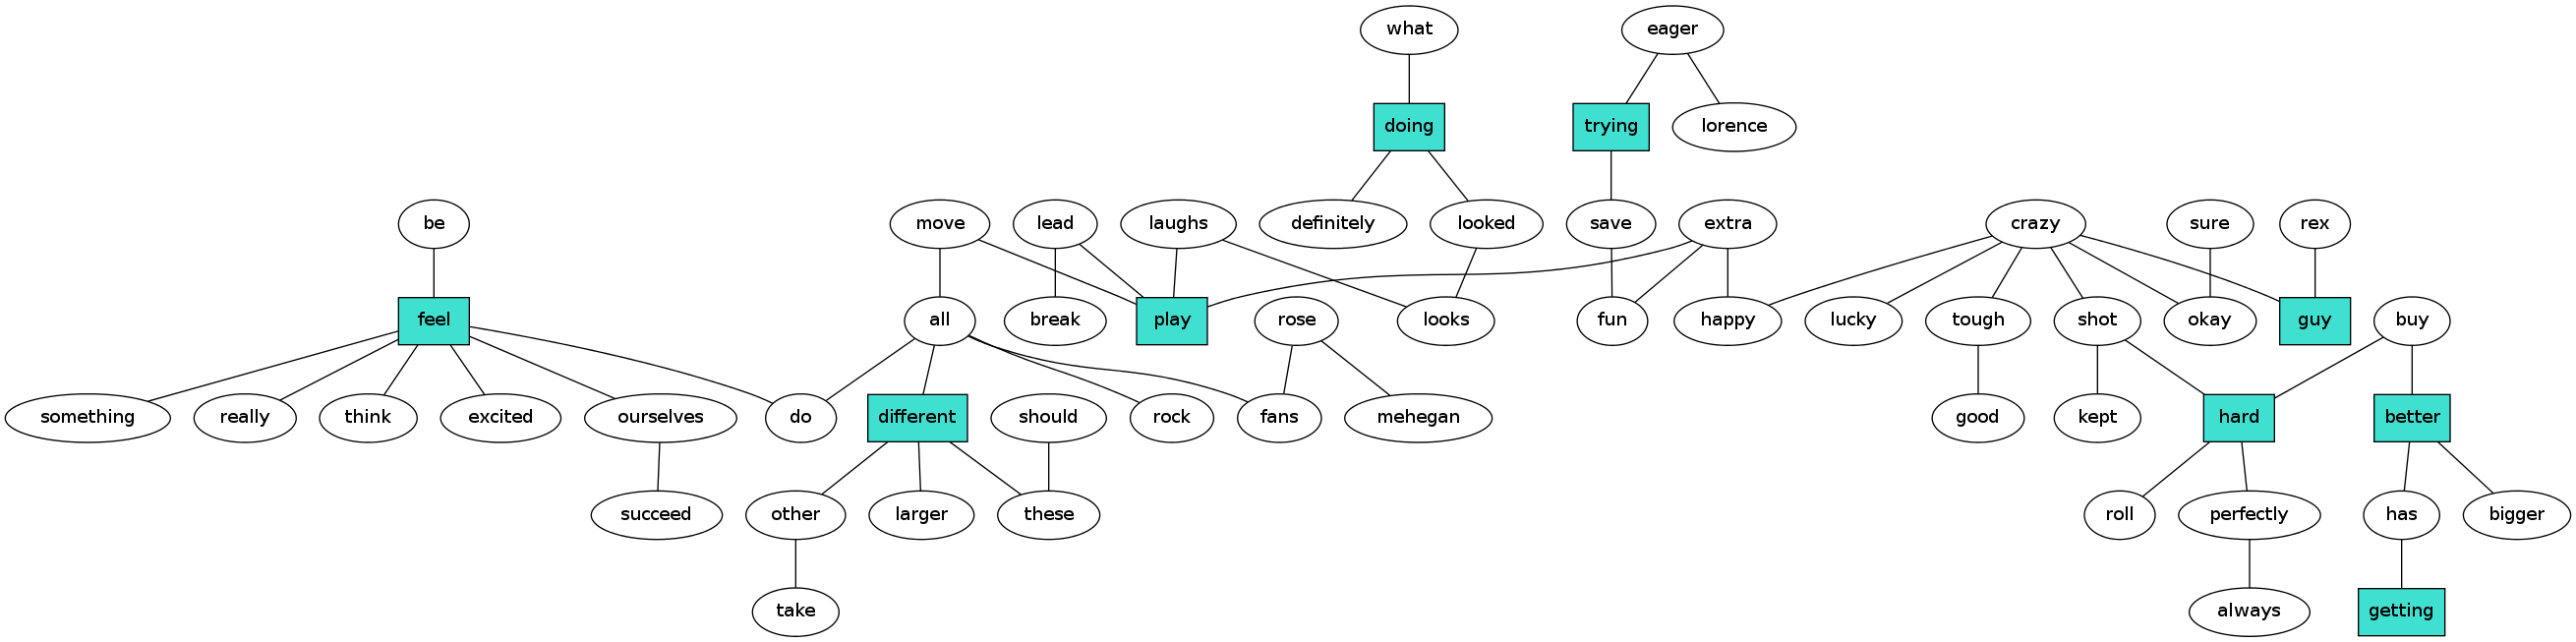 what
eager
doing
trying
lorence
be
move
lead
laughs
definitely
looked
save
extra
crazy
sure
rex
feel
all
break
play
rose
looks
fun
happy
lucky
tough
shot
okay
guy
buy
something
really
think
excited
ourselves
do
different
should
rock
fans
mehegan
good
kept
hard
better
succeed
other
larger
these
roll
perfectly
has
bigger
take
always
getting